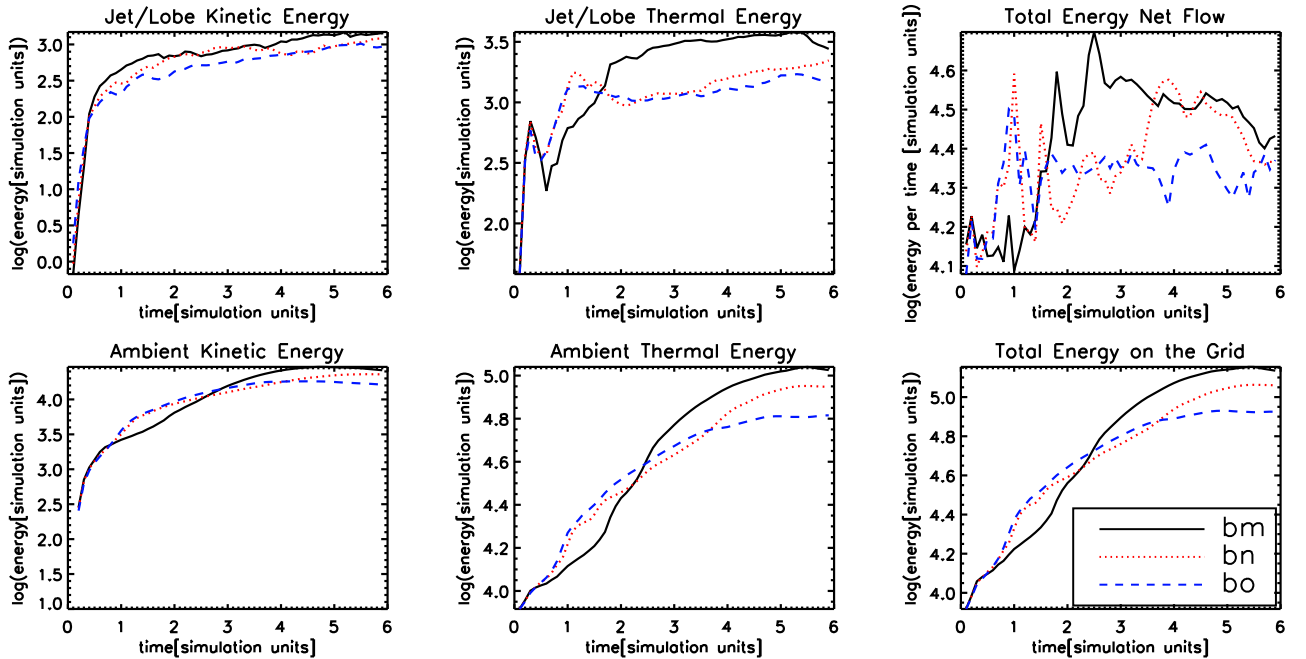 Jet/Lobe Kinetic Energy
log(energy[simulation units])
3.0
2.5
2.0
1.5
1.0
0.5
0.0
0 1 2 3 4 5 6
time[simulation units]
Jet/Lobe Thermal Energy
log(energy[simulation units])
3.5
3.0
2.5
2.0
0 1 2 3 4 5 6
time[simulation units]
Total Energy Net Flow
log(energy per time [simulation units])
4.6
4.5
4.4
4.3
4.2
4.1
0 1 2 3 4 5 6
time[simulation units]
Ambient Kinetic Energy
log(energy[simulation units])
4.0
3.5
3.0
2.5
2.0
1.5
1.0
0 1 2 3 4 5 6
time[simulation units]
Ambient Thermal Energy
log(energy[simulation units])
5.0
4.8
4.6
4.4
4.2
4.0
0 1 2 3 4 5 6
time[simulation units]
Total Energy on the Grid
log(energy[simulation units])
5.0
4.8
4.6
4.4
4.2
4.0
0 1 2 3 4 5 6
time[simulation units]
bm
bn
bo